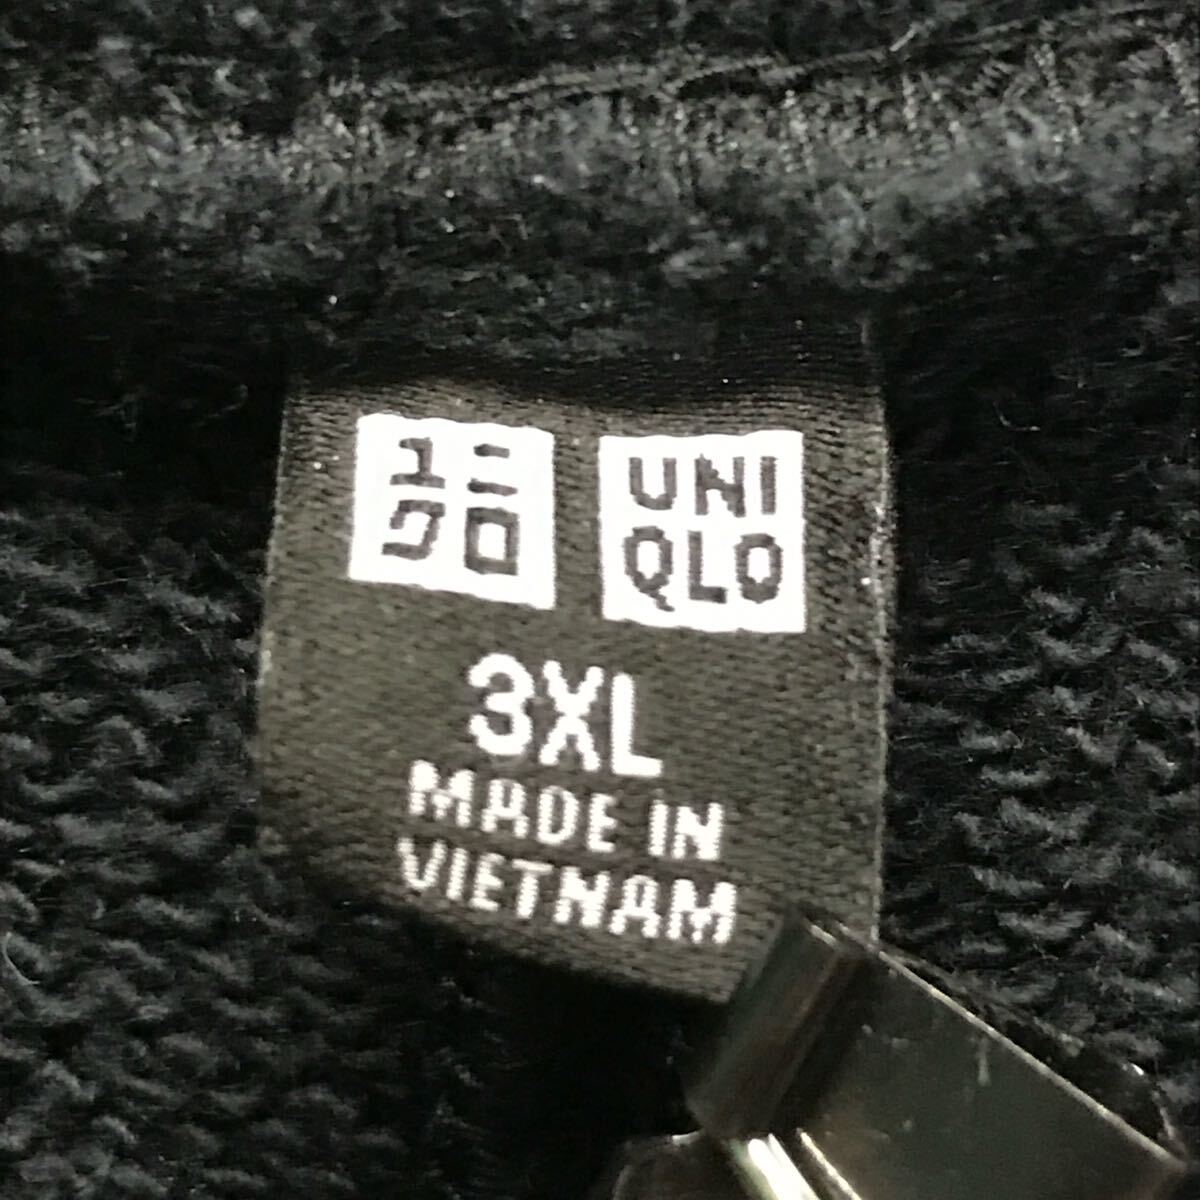 ユニ
クロ
UNI
QLO
3XL
MADE IN
VIETNAM